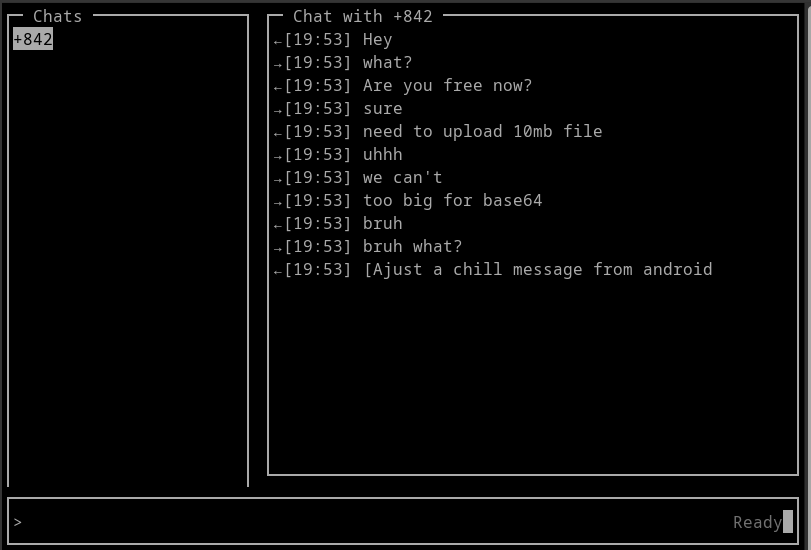 Chats
+842
Chat with +842
←[19:53] Hey
→[19:53] what?
←[19:53] Are you free now?
→[19:53] sure
←[19:53] need to upload 10mb file
→[19:53] uhhh
→[19:53] we can't
→[19:53] too big for base64
←[19:53] bruh
→[19:53] bruh what?
←[19:53] [Ajust a chill message from android
> Ready